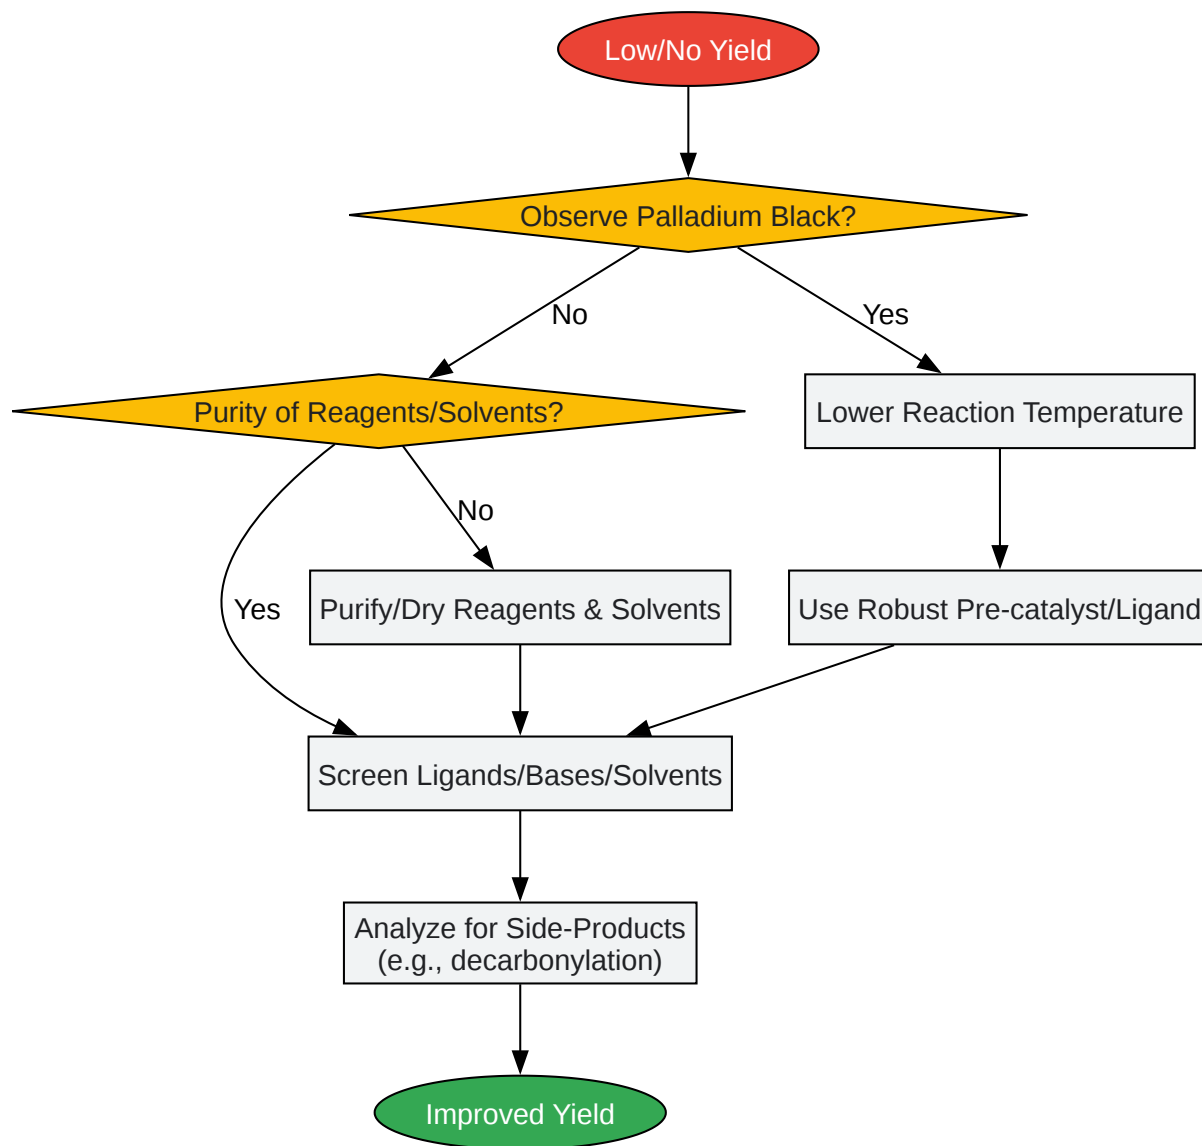 Low/No Yield
Observe Palladium Black?
No
Yes
Purity of Reagents/Solvents?
Lower Reaction Temperature
No
Yes
Purify/Dry Reagents & Solvents
Use Robust Pre-catalyst/Ligand
Screen Ligands/Bases/Solvents
Analyze for Side-Products
(e.g., decarbonylation)
Improved Yield